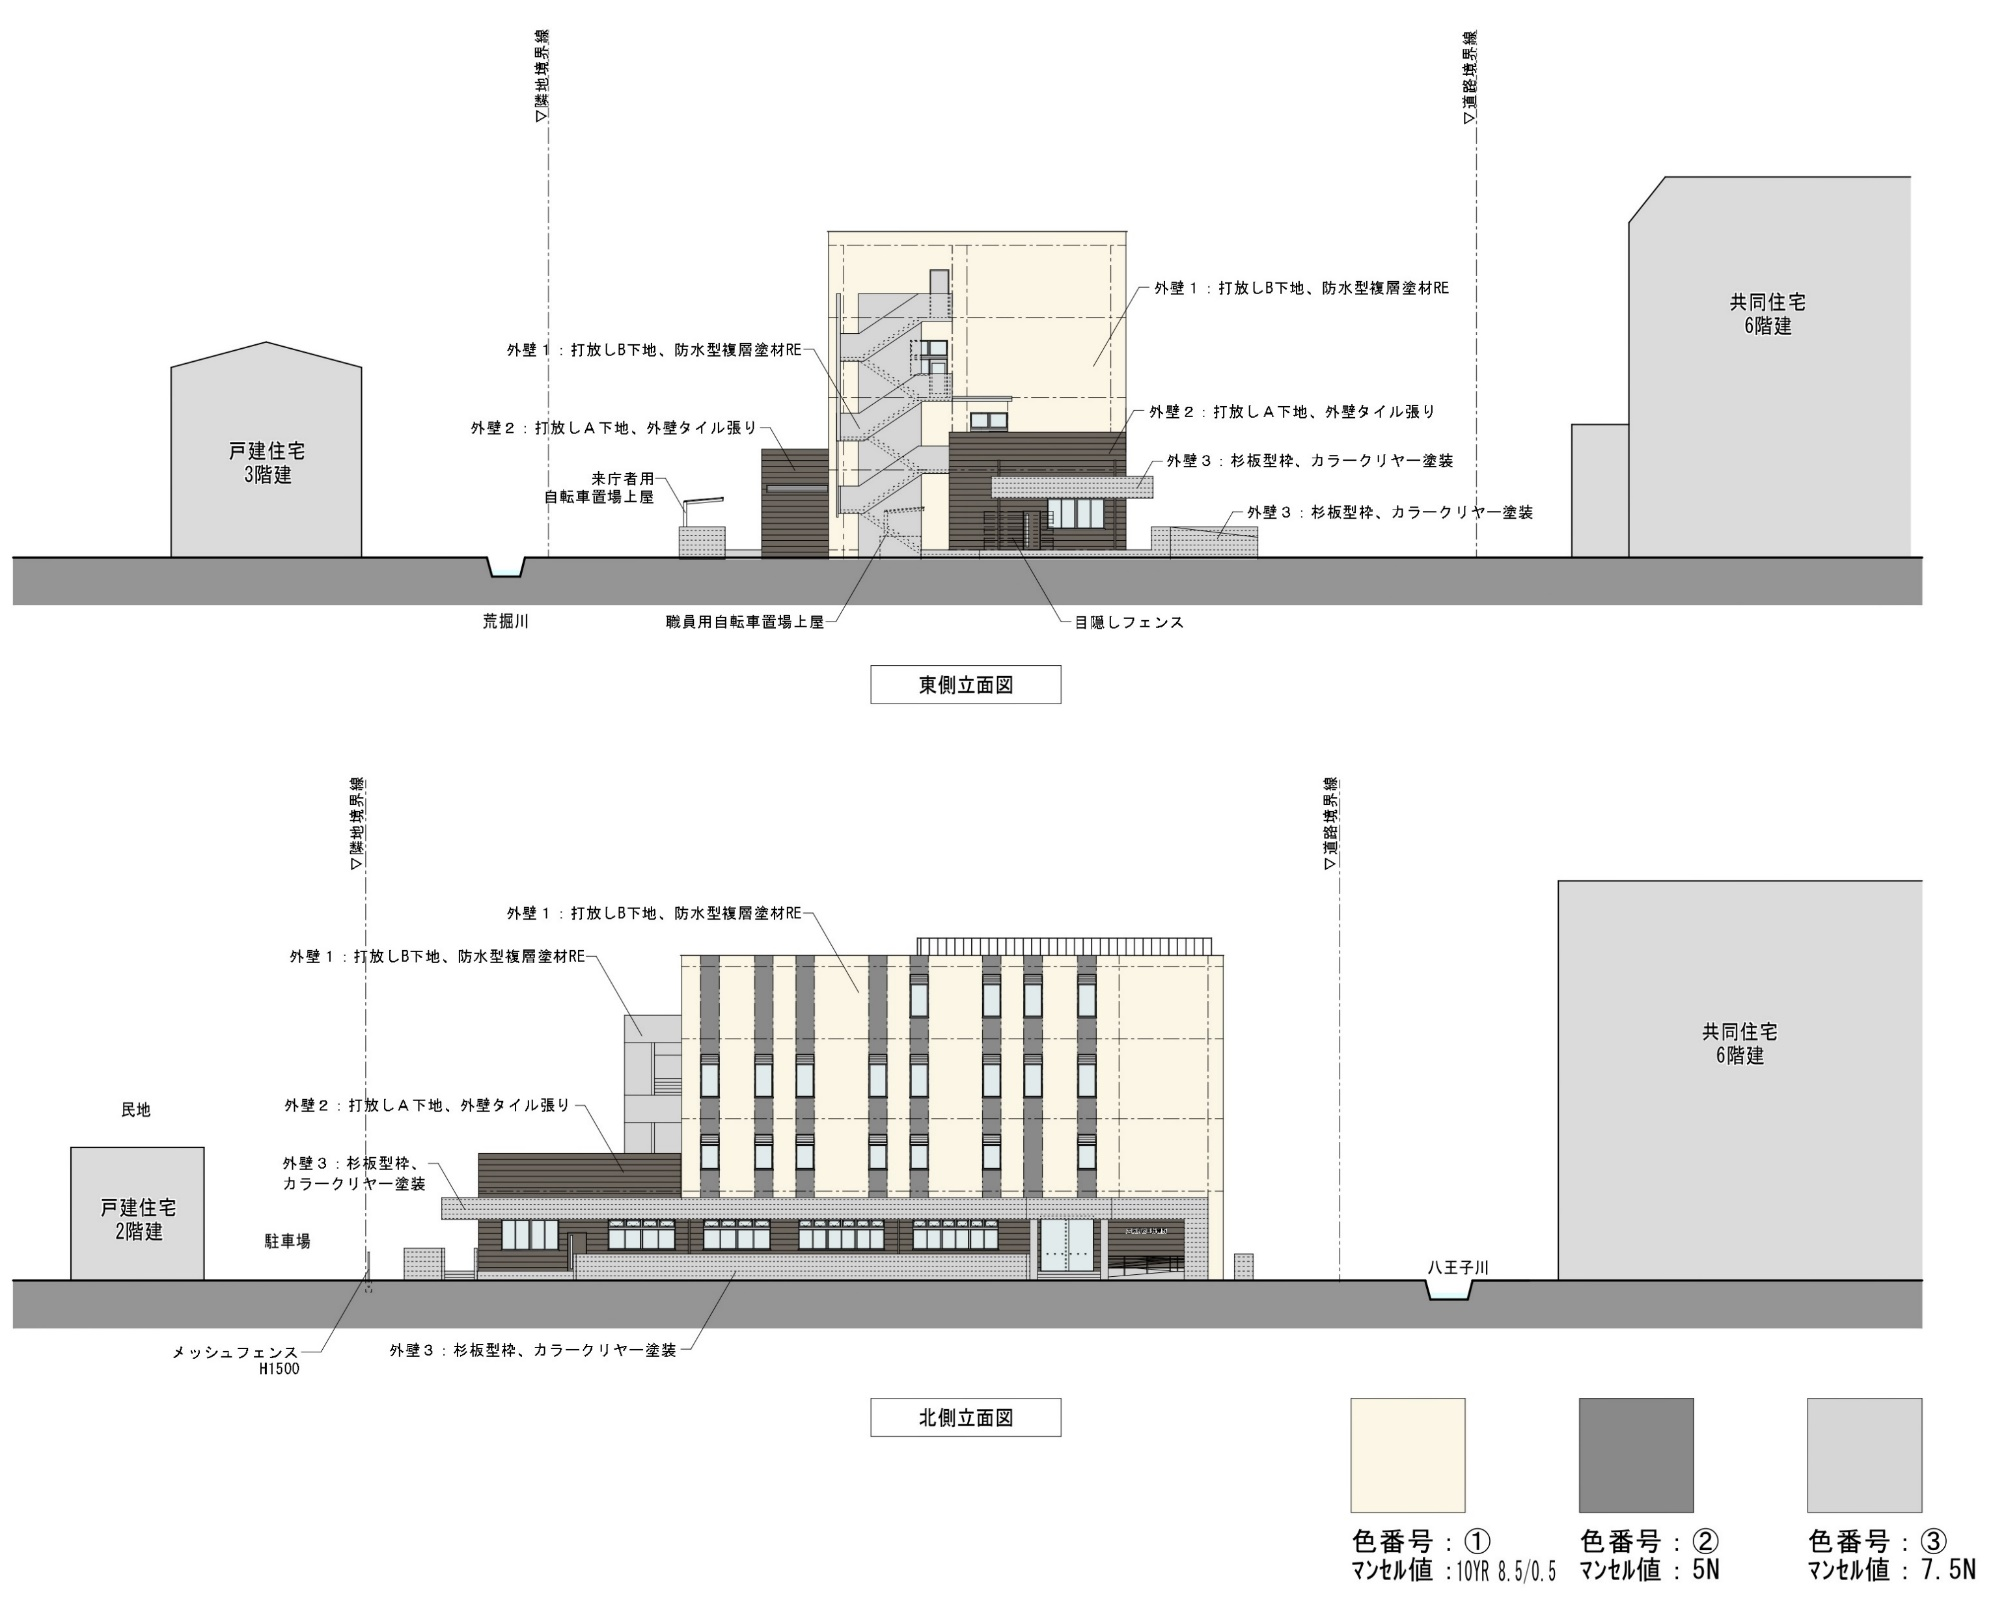 ▽隣地境界線
▽道路境界線
外壁１：打放しB下地、防水型複層塗材RE
共同住宅
6階建
外壁１：打放しB下地、防水型複層塗材RE
外壁２：打放しＡ下地、外壁タイル張り
外壁２：打放しＡ下地、外壁タイル張り
戸建住宅
3階建
外壁３：杉板型枠、カラークリヤー塗装
来庁者用
自転車置場上屋
外壁３：杉板型枠、カラークリヤー塗装
荒掘川
職員用自転車置場上屋
目隠しフェンス
東側立面図
▽隣地境界線
▽道路境界線
外壁１：打放しB下地、防水型複層塗材RE
外壁１：打放しB下地、防水型複層塗材RE
共同住宅
6階建
民地
外壁２：打放しＡ下地、外壁タイル張り
外壁３：杉板型枠、
カラークリヤー塗装
戸建住宅
2階建
駐車場
八王子川
メッシュフェンス
H1500
外壁３：杉板型枠、カラークリヤー塗装
北側立面図
色番号：①
ﾏﾝｾﾙ値：10YR 8.5/0.5
色番号：②
ﾏﾝｾﾙ値：5N
色番号：③
ﾏﾝｾﾙ値：7.5N